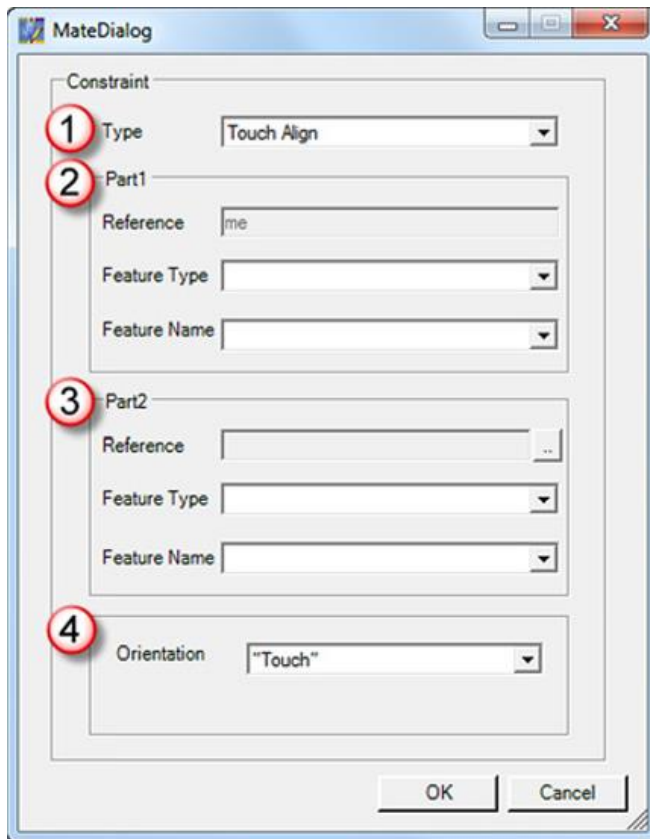 MateDialog
Constraint
1 Type Touch Align
2 Part1
Reference me
Feature Type
Feature Name
3 Part2
Reference ..
Feature Type
Feature Name
4 Orientation "Touch"
OK Cancel